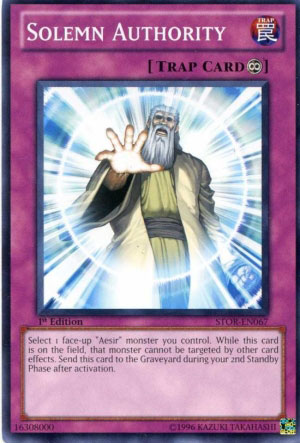 SOLEMN AUTHORITY
TRAP
罠
[TRAP CARD]
1st Edition
STOR-EN067
Select 1 face-up "Aesir" monster you control. While this card
is on the field, that monster cannot be targeted by other card
effects. Send this card to the Graveyard during your 2nd Standby
Phase after activation.
16308000
©1996 KAZUKI TAKAHASHI